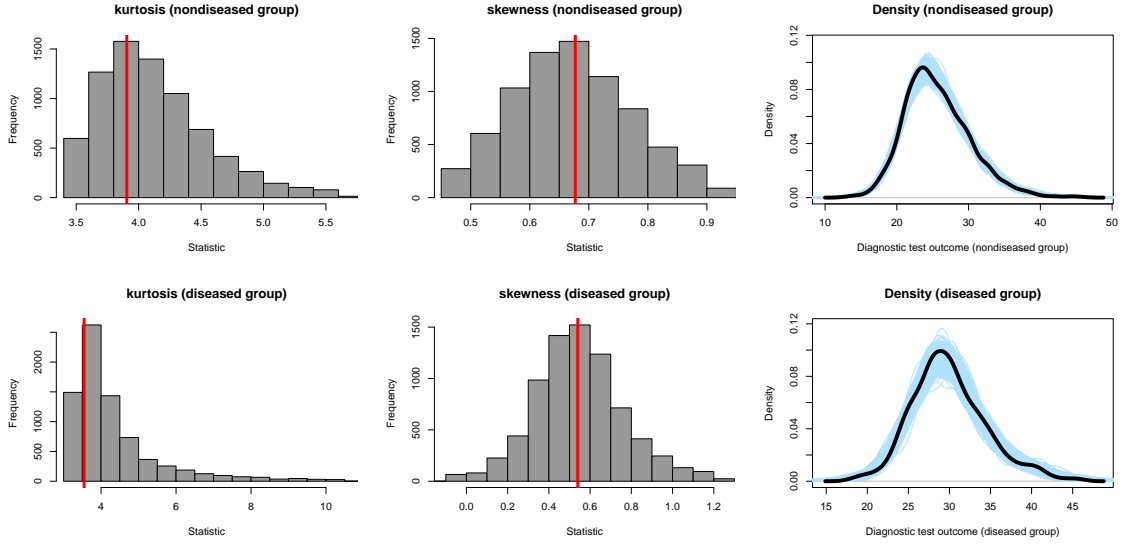 kurtosis (nondiseased group)
Frequency
0 500 1000 1500
3.5 4.0 4.5 5.0 5.5
Statistic
skewness (nondiseased group)
Frequency
0 500 1000 1500
0.5 0.6 0.7 0.8 0.9
Statistic
Density (nondiseased group)
Density
0.00 0.04 0.08 0.12
10 20 30 40 50
Diagnostic test outcome (nondiseased group)
kurtosis (diseased group)
Frequency
0 500 1000 2000
4 6 8 10
Statistic
skewness (diseased group)
Frequency
0 500 1000 1500
0.0 0.2 0.4 0.6 0.8 1.0 1.2
Statistic
Density (diseased group)
Density
0.00 0.04 0.08 0.12
15 20 25 30 35 40 45
Diagnostic test outcome (diseased group)